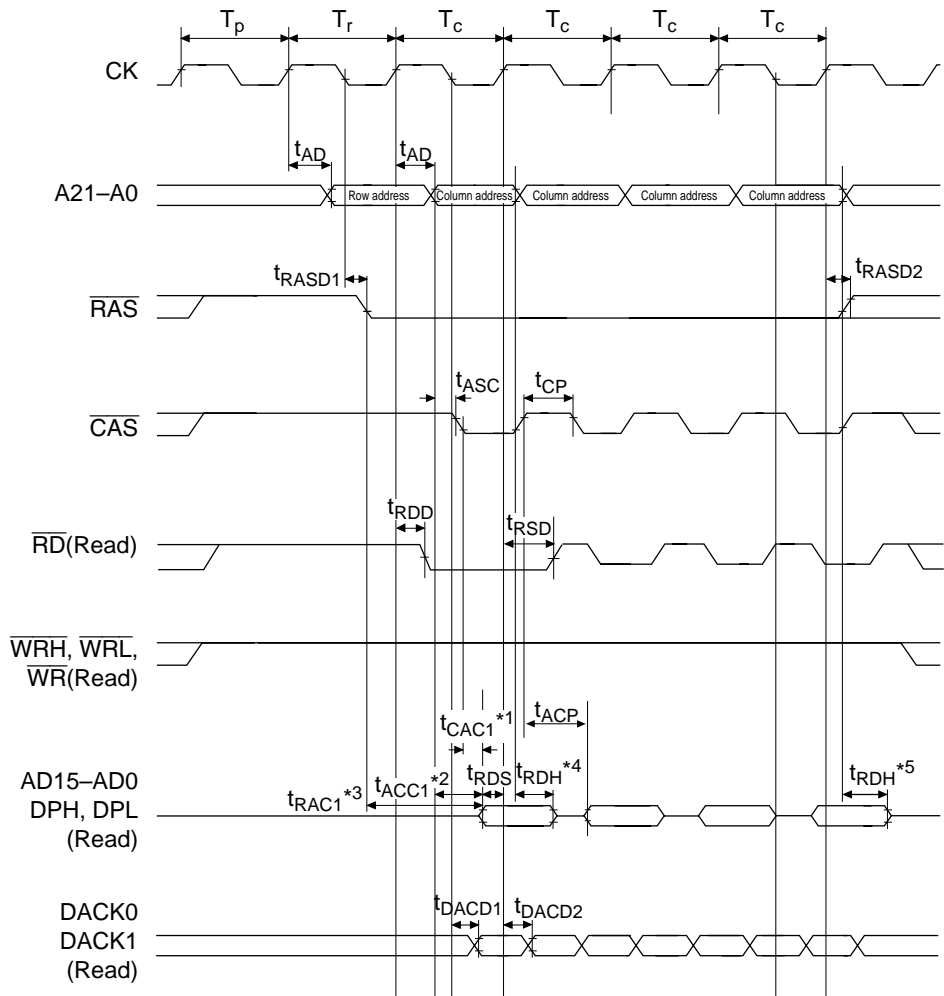 Tp Tr Tc Tc Tc Tc
CK
tAD tAD
A21–A0 Row address Column address Column address Column address Column address
tRASD1 tRASD2
RAS
tASC tCP
CAS
tRDD tRSD
RD(Read)
WRH, WRL,
WR(Read)
tCAC1*1 tACP
AD15–AD0
DPH, DPL
(Read)
tRAC1*3 tACC1*2 tRDS tRDH*4 tRDH*5
DACK0
DACK1
(Read)
tDACD1 tDACD2